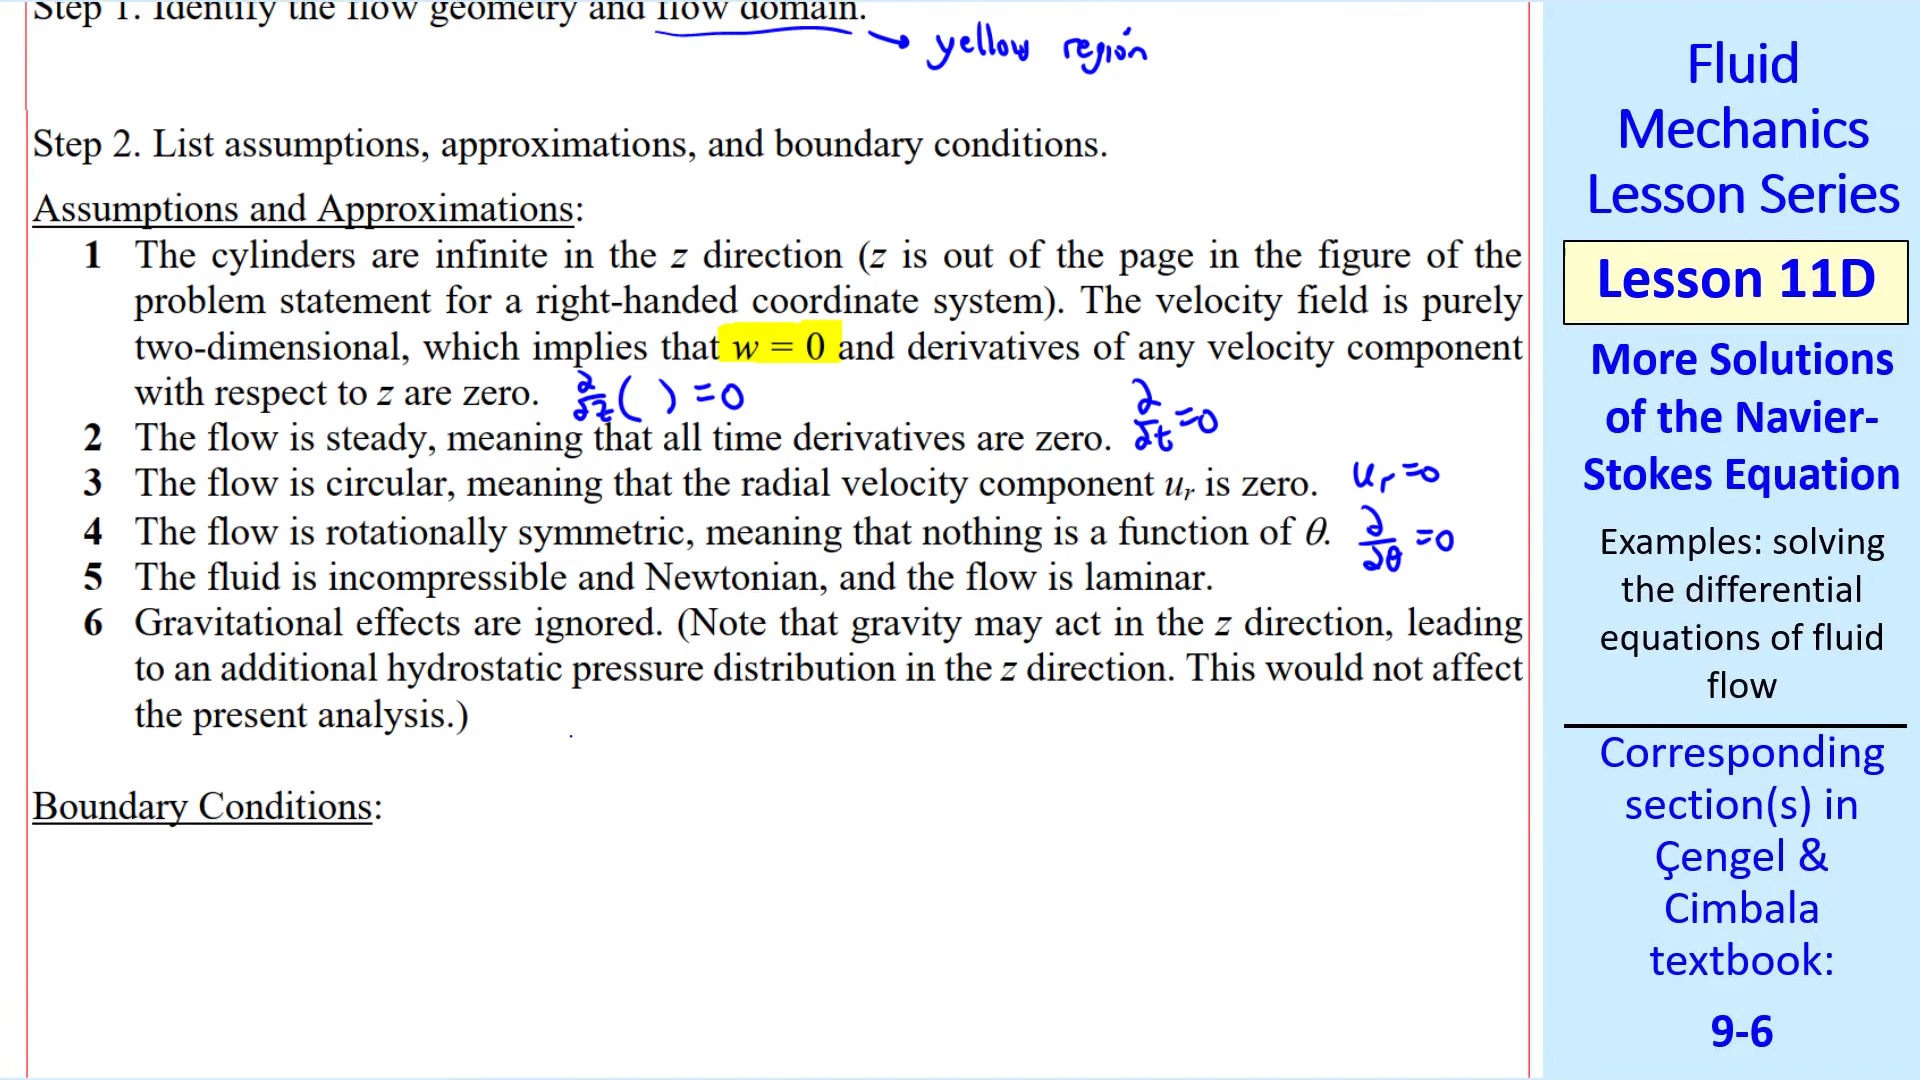 Step 1. Identify the flow geometry and flow domain.
yellow región
Step 2. List assumptions, approximations, and boundary conditions.
Assumptions and Approximations:
1 The cylinders are infinite in the z direction (z is out of the page in the figure of the
problem statement for a right-handed coordinate system). The velocity field is purely
two-dimensional, which implies that w = 0 and derivatives of any velocity component
with respect to z are zero. ∂/∂z ( ) = 0
2 The flow is steady, meaning that all time derivatives are zero. ∂/∂t = 0
3 The flow is circular, meaning that the radial velocity component uᵣ is zero. uᵣ = 0
4 The flow is rotationally symmetric, meaning that nothing is a function of θ. ∂/∂θ = 0
5 The fluid is incompressible and Newtonian, and the flow is laminar.
6 Gravitational effects are ignored. (Note that gravity may act in the z direction, leading
to an additional hydrostatic pressure distribution in the z direction. This would not affect
the present analysis.)
Boundary Conditions:
Fluid
Mechanics
Lesson Series
Lesson 11D
More Solutions
of the Navier-
Stokes Equation
Examples: solving
the differential
equations of fluid
flow
Corresponding
section(s) in
Çengel &
Cimbala
textbook:
9-6